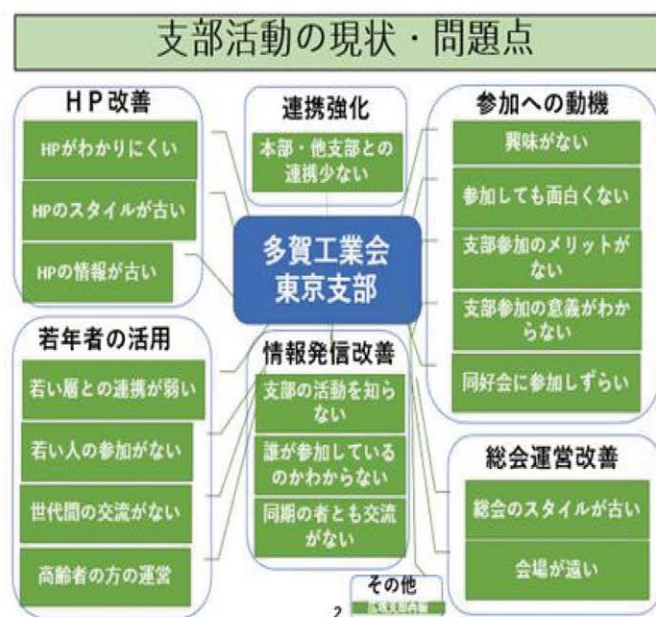 支部活動の現状・問題点
HP改善
HPがわかりにくい
HPのスタイルが古い
HPの情報が古い
連携強化
本部・他支部との
連携少ない
参加への動機
興味がない
参加しても面白くない
支部参加のメリットが
ない
支部参加の意義がわか
らない
同好会に参加しずらい
多賀工業会
東京支部
若年者の活用
若い層との連携が弱い
若い人の参加がない
世代間の交流がない
高齢者の方の運営
情報発信改善
支部の活動を知ら
ない
誰が参加している
のかわからない
同期の者とも交流
がない
総会運営改善
総会のスタイルが古い
会場が遠い
その他
広域支部再編
2